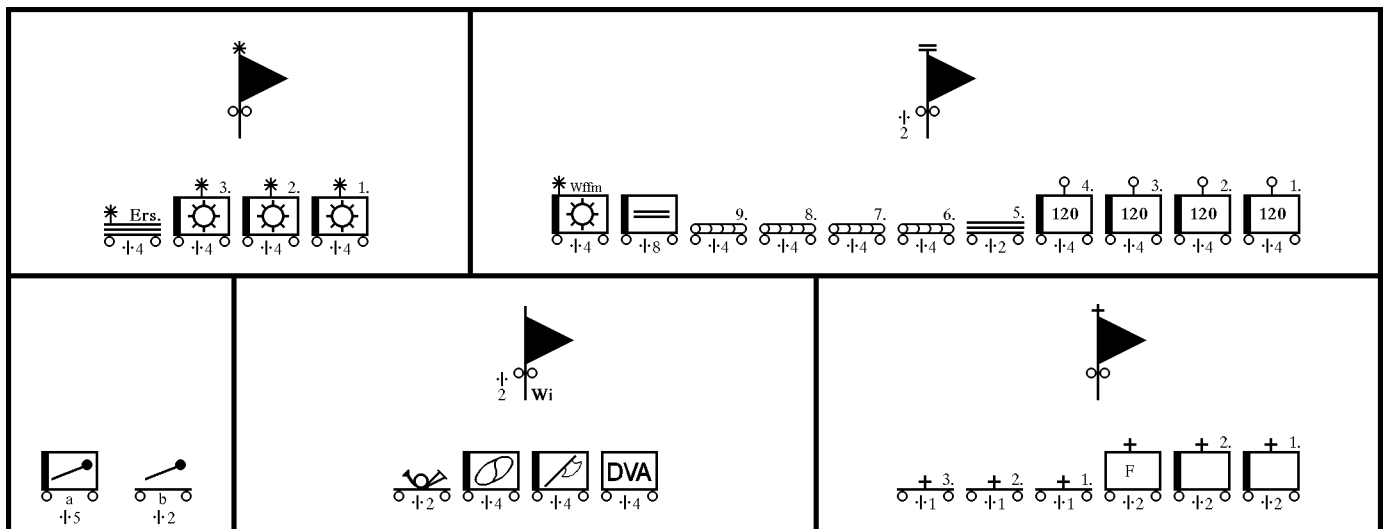 2
3. 2. 1.
Ers.
4 4 4 4
Wffm 9. 8. 7. 6. 5. 4. 3. 2. 1.
120 120 120 120
4 8 4 4 4 4 2 4 4 4 4
2
Wi
a b
5 2
DVA
2 4 4 4
3. 2. 1. 2. 1.
F
1 1 1 2 2 2